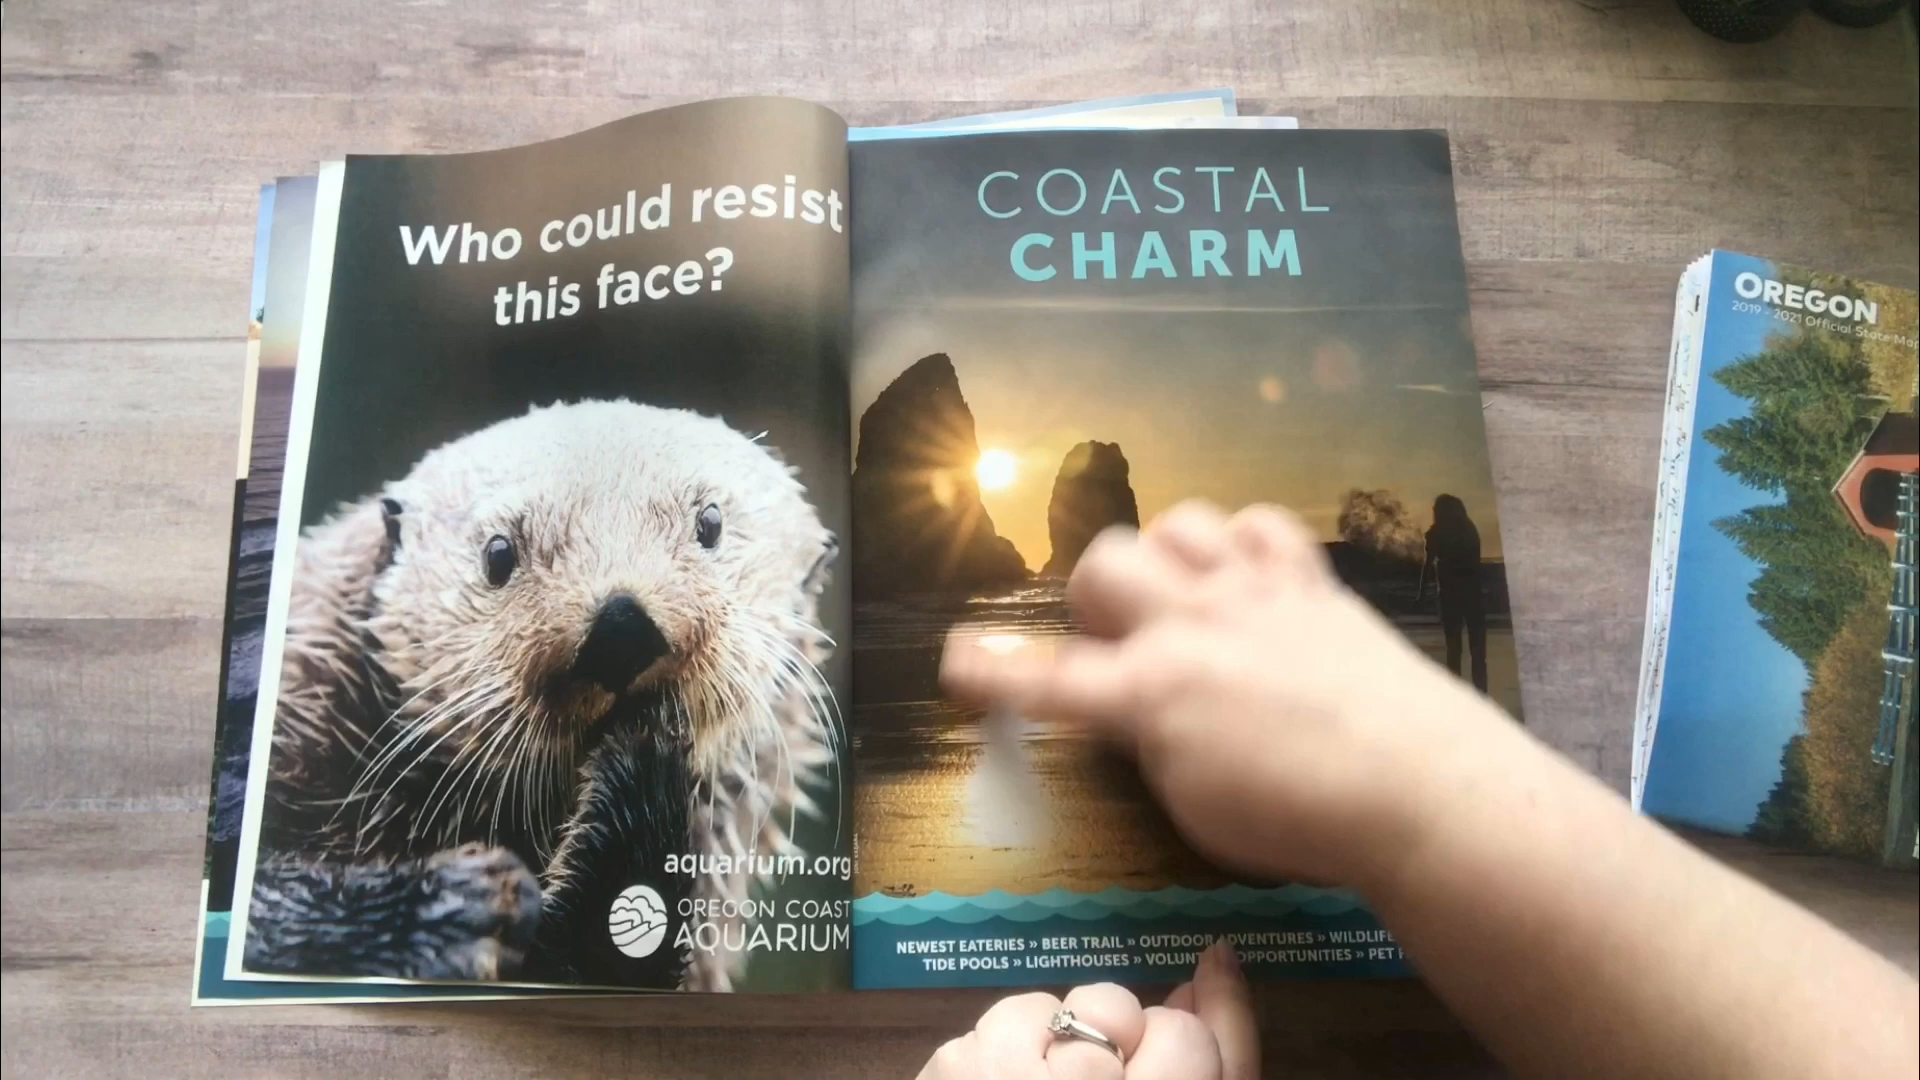 Who could resist
this face?
aquarium.org
OREGON COAST
AQUARIUM
COASTAL
CHARM
NEWEST EATERIES » BEER TRAIL » OUTDOOR ADVENTURES » WILDLIFE
TIDE POOLS » LIGHTHOUSES » OPPORTUNITIES » PET
OREGON
2019 - 2021 Official State Map